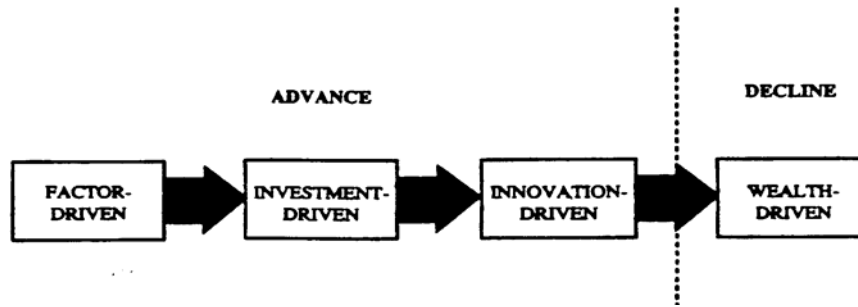 ADVANCE
DECLINE
FACTOR-
DRIVEN
INVESTMENT-
DRIVEN
INNOVATION-
DRIVEN
WEALTH-
DRIVEN